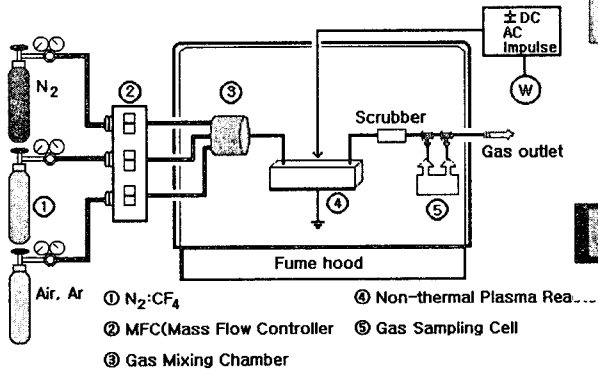 ± DC
AC
Impulse
W
N₂
②
③
Scrubber
Gas outlet
①
④
⑤
Fume hood
Air, Ar
① N₂:CF₄
④ Non-thermal Plasma
② MFC(Mass Flow Controller
⑤ Gas Sampling Cell
③ Gas Mixing Chamber